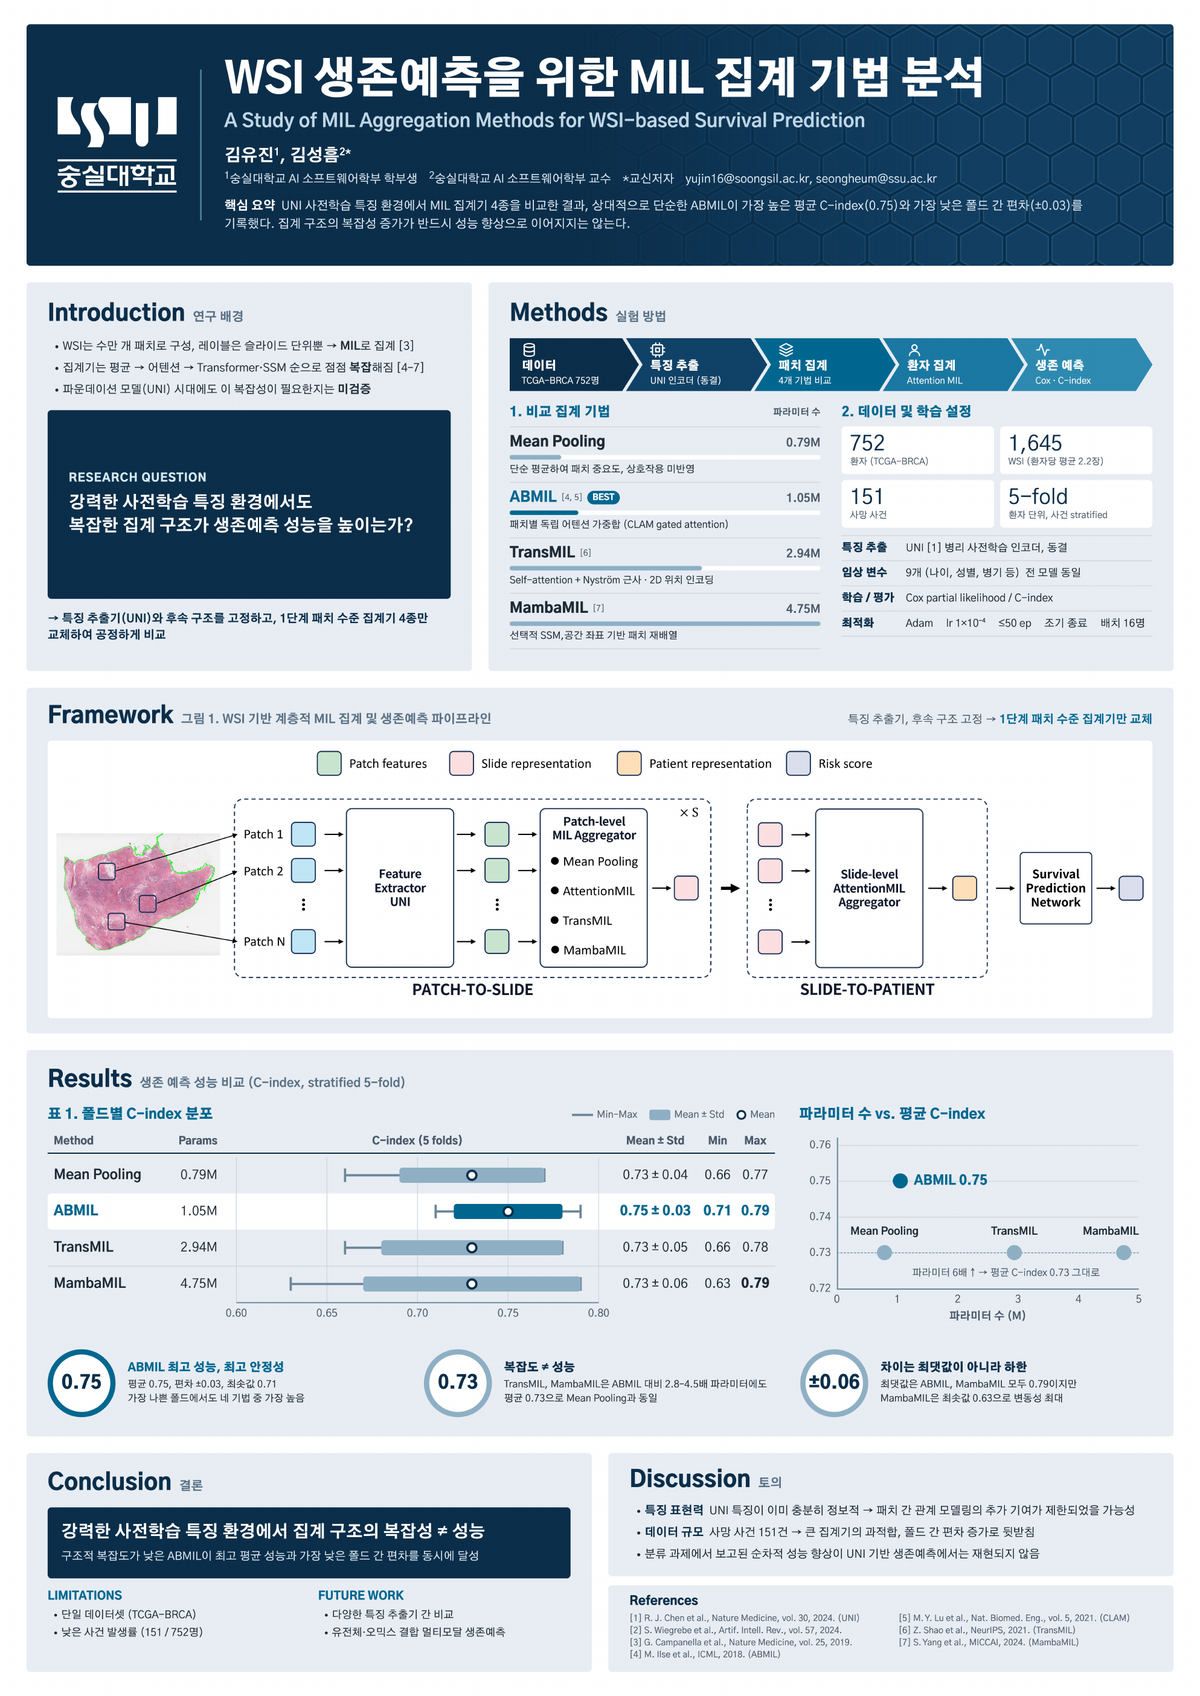 숭실대학교
WSI 생존예측을 위한 MIL 집계 기법 분석
A Study of MIL Aggregation Methods for WSI-based Survival Prediction
김유진¹, 김성흠²*
¹숭실대학교 AI 소프트웨어학부 학부생 ²숭실대학교 AI 소프트웨어학부 교수 *교신저자 yujin16@soongsil.ac.kr, seongheum@ssu.ac.kr
핵심 요약 UNI 사전학습 특징 환경에서 MIL 집계기 4종을 비교한 결과, 상대적으로 단순한 ABMIL이 가장 높은 평균 C-index(0.75)와 가장 낮은 폴드 간 편차(±0.03)를
기록했다. 집계 구조의 복잡성 증가가 반드시 성능 향상으로 이어지지는 않는다.
Introduction 연구 배경
• WSI는 수만 개 패치로 구성, 레이블은 슬라이드 단위뿐 → MIL로 집계 [3]
• 집계기는 평균 → 어텐션 → Transformer·SSM 순으로 점점 복잡해짐 [4-7]
• 파운데이션 모델(UNI) 시대에도 이 복잡성이 필요한지는 미검증
RESEARCH QUESTION
강력한 사전학습 특징 환경에서도
복잡한 집계 구조가 생존예측 성능을 높이는가?
→ 특징 추출기(UNI)와 후속 구조를 고정하고, 1단계 패치 수준 집계기 4종만
교체하여 공정하게 비교
Methods 실험 방법
데이터
TCGA-BRCA 752명
특징 추출
UNI 인코더 (동결)
패치 집계
4개 기법 비교
환자 집계
Attention MIL
생존 예측
Cox · C-index
1. 비교 집계 기법 파라미터 수
Mean Pooling 0.79M
단순 평균하여 패치 중요도, 상호작용 미반영
ABMIL [4, 5] BEST 1.05M
패치별 독립 어텐션 가중합 (CLAM gated attention)
TransMIL [6] 2.94M
Self-attention + Nyström 근사 · 2D 위치 인코딩
MambaMIL [7] 4.75M
선택적 SSM,공간 좌표 기반 패치 재배열
2. 데이터 및 학습 설정
752
환자 (TCGA-BRCA)
1,645
WSI (환자당 평균 2.2장)
151
사망 사건
5-fold
환자 단위, 사건 stratified
특징 추출 UNI [1] 병리 사전학습 인코더, 동결
임상 변수 9개 (나이, 성별, 병기 등) 전 모델 동일
학습 / 평가 Cox partial likelihood / C-index
최적화 Adam lr 1×10⁻⁴ ≤50 ep 조기 종료 배치 16명
Framework 그림 1. WSI 기반 계층적 MIL 집계 및 생존예측 파이프라인
특징 추출기, 후속 구조 고정 → 1단계 패치 수준 집계기만 교체
Patch features Slide representation Patient representation Risk score
Patch 1
Patch 2
Patch N
Feature
Extractor
UNI
Patch-level
MIL Aggregator
● Mean Pooling
● AttentionMIL
● TransMIL
● MambaMIL
× S
PATCH-TO-SLIDE
Slide-level
AttentionMIL
Aggregator
SLIDE-TO-PATIENT
Survival
Prediction
Network
Results 생존 예측 성능 비교 (C-index, stratified 5-fold)
표 1. 폴드별 C-index 분포 Min-Max Mean ± Std Mean
Method Params C-index (5 folds) Mean ± Std Min Max
Mean Pooling 0.79M 0.73 ± 0.04 0.66 0.77
ABMIL 1.05M 0.75 ± 0.03 0.71 0.79
TransMIL 2.94M 0.73 ± 0.05 0.66 0.78
MambaMIL 4.75M 0.73 ± 0.06 0.63 0.79
0.60 0.65 0.70 0.75 0.80
파라미터 수 vs. 평균 C-index
0.76
0.75
0.74
0.73
0.72
ABMIL 0.75
Mean Pooling TransMIL MambaMIL
파라미터 6배 ↑ → 평균 C-index 0.73 그대로
0 1 2 3 4 5
파라미터 수 (M)
0.75
ABMIL 최고 성능, 최고 안정성
평균 0.75, 편차 ±0.03, 최솟값 0.71
가장 나쁜 폴드에서도 네 기법 중 가장 높음
0.73
복잡도 ≠ 성능
TransMIL, MambaMIL은 ABMIL 대비 2.8-4.5배 파라미터에도
평균 0.73으로 Mean Pooling과 동일
±0.06
차이는 최댓값이 아니라 하한
최댓값은 ABMIL, MambaMIL 모두 0.79이지만
MambaMIL은 최솟값 0.63으로 변동성 최대
Conclusion 결론
강력한 사전학습 특징 환경에서 집계 구조의 복잡성 ≠ 성능
구조적 복잡도가 낮은 ABMIL이 최고 평균 성능과 가장 낮은 폴드 간 편차를 동시에 달성
LIMITATIONS
• 단일 데이터셋 (TCGA-BRCA)
• 낮은 사건 발생률 (151 / 752명)
FUTURE WORK
• 다양한 특징 추출기 간 비교
• 유전체·오믹스 결합 멀티모달 생존예측
Discussion 토의
• 특징 표현력 UNI 특징이 이미 충분히 정보적 → 패치 간 관계 모델링의 추가 기여가 제한되었을 가능성
• 데이터 규모 사망 사건 151건 → 큰 집계기의 과적합, 폴드 간 편차 증가로 뒷받침
• 분류 과제에서 보고된 순차적 성능 향상이 UNI 기반 생존예측에서는 재현되지 않음
References
[1] R. J. Chen et al., Nature Medicine, vol. 30, 2024. (UNI)
[2] S. Wiegrebe et al., Artif. Intell. Rev., vol. 57, 2024.
[3] G. Campanella et al., Nature Medicine, vol. 25, 2019.
[4] M. Ilse et al., ICML, 2018. (ABMIL)
[5] M. Y. Lu et al., Nat. Biomed. Eng., vol. 5, 2021. (CLAM)
[6] Z. Shao et al., NeurIPS, 2021. (TransMIL)
[7] S. Yang et al., MICCAI, 2024. (MambaMIL)